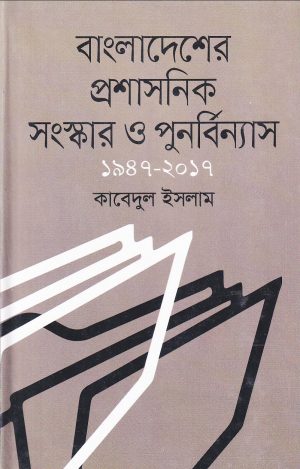 বাংলাদেশের
প্রশাসনিক
সংস্কার ও পুনর্বিন্যাস
১৯৪৭-২০১৭
কাবেদুল ইসলাম